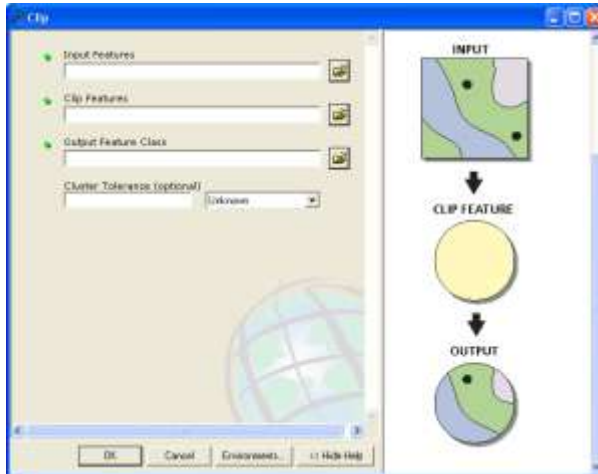 Clip
Input Features
Clip Features
Output Feature Class
Cluster Tolerance (optional)
Unknown
OK
Cancel
Environments...
<< Hide Help
INPUT
CLIP FEATURE
OUTPUT